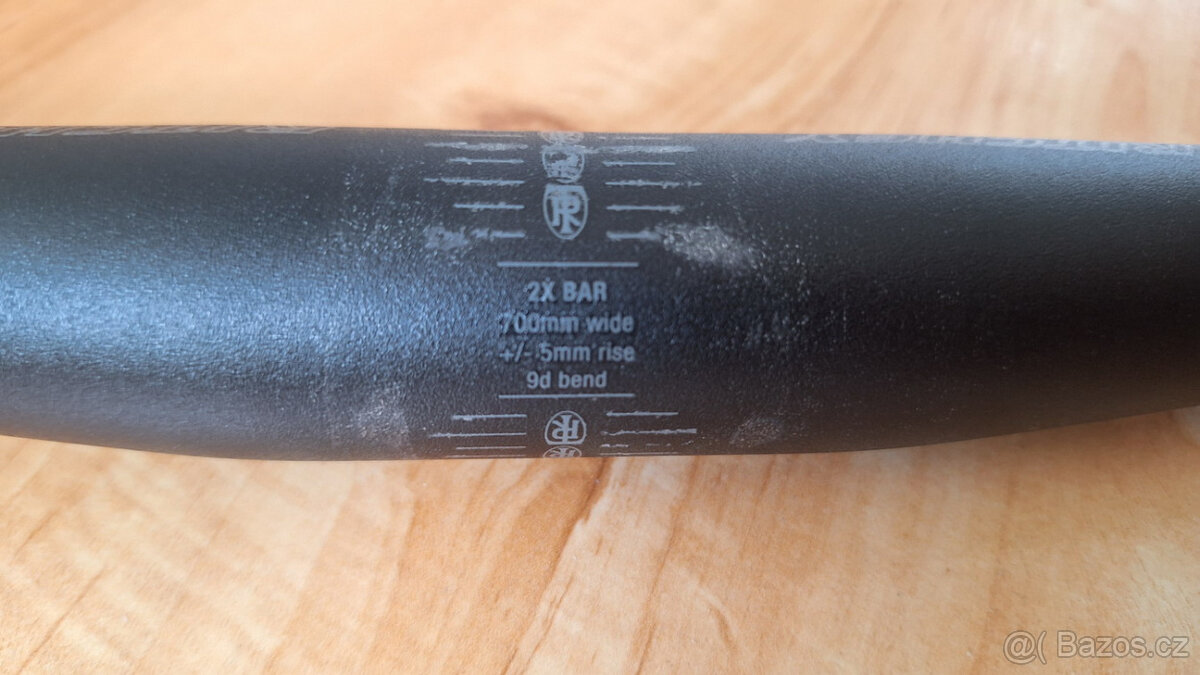 2X BAR
700mm wide
+/- 5mm rise
9d bend
@( Bazos.cz